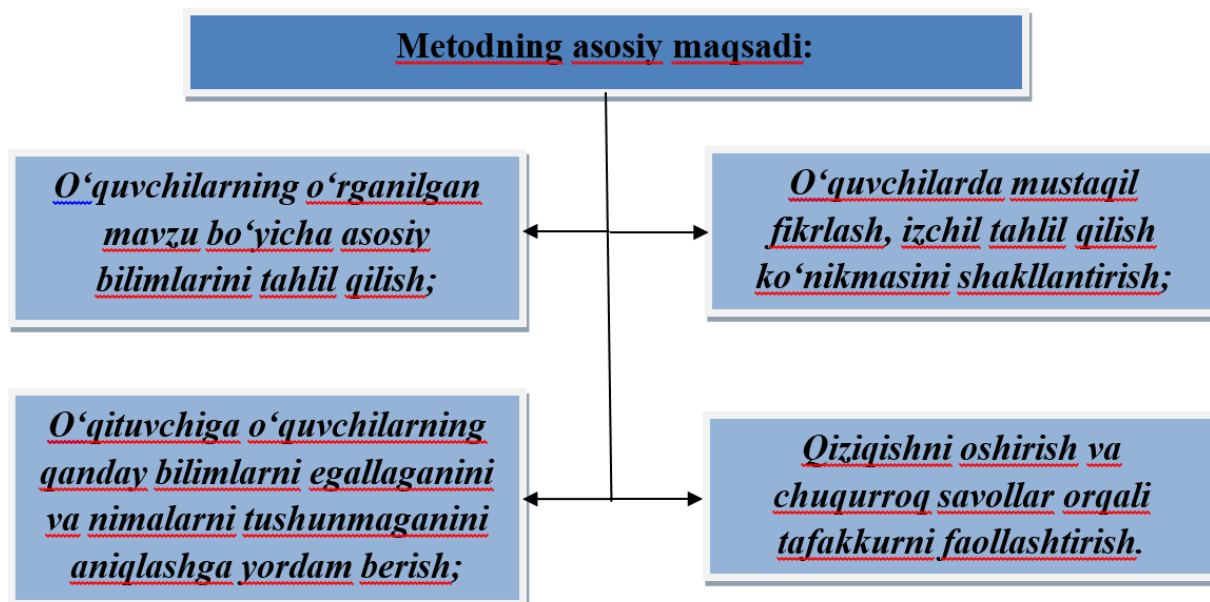 Metodning asosiy maqsadi:
O‘quvchilarning o‘rganilgan
mavzu bo‘yicha asosiy
bilimlarini tahlil qilish;
O‘quvchilarda mustaqil
fikrlash, izchil tahlil qilish
ko‘nikmasini shakllantirish;
O‘qituvchiga o‘quvchilarning
qanday bilimlarni egallaganini
va nimalarni tushunmaganini
aniqlashga yordam berish;
Qiziqishni oshirish va
chuqurroq savollar orqali
tafakkurni faollashtirish.